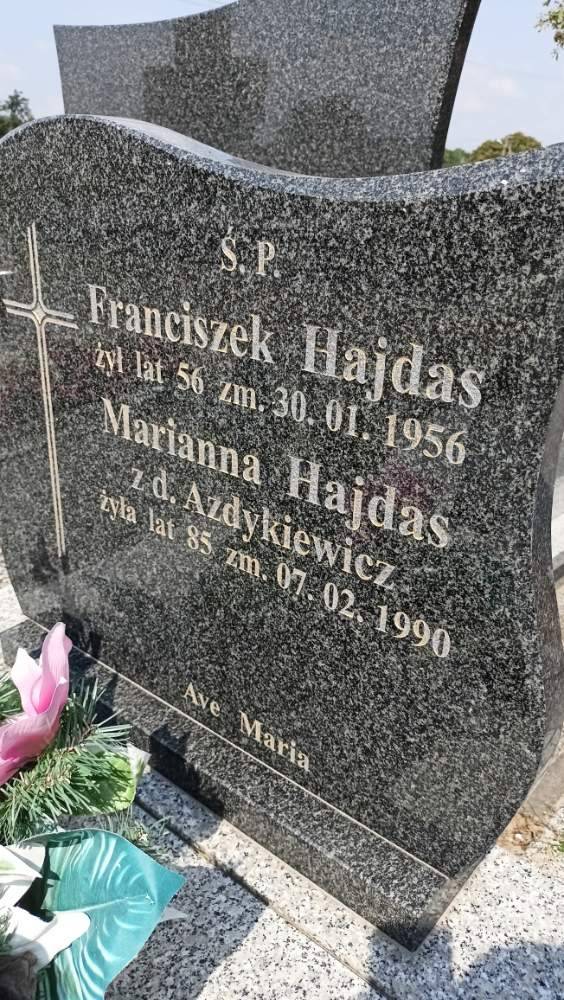 Ś. P.
Franciszek Hajdas
żył lat 56 zm. 30. 01. 1956
Marianna Hajdas
z d. Azdykiewicz
żyła lat 85 zm. 07. 02. 1990
Ave Maria